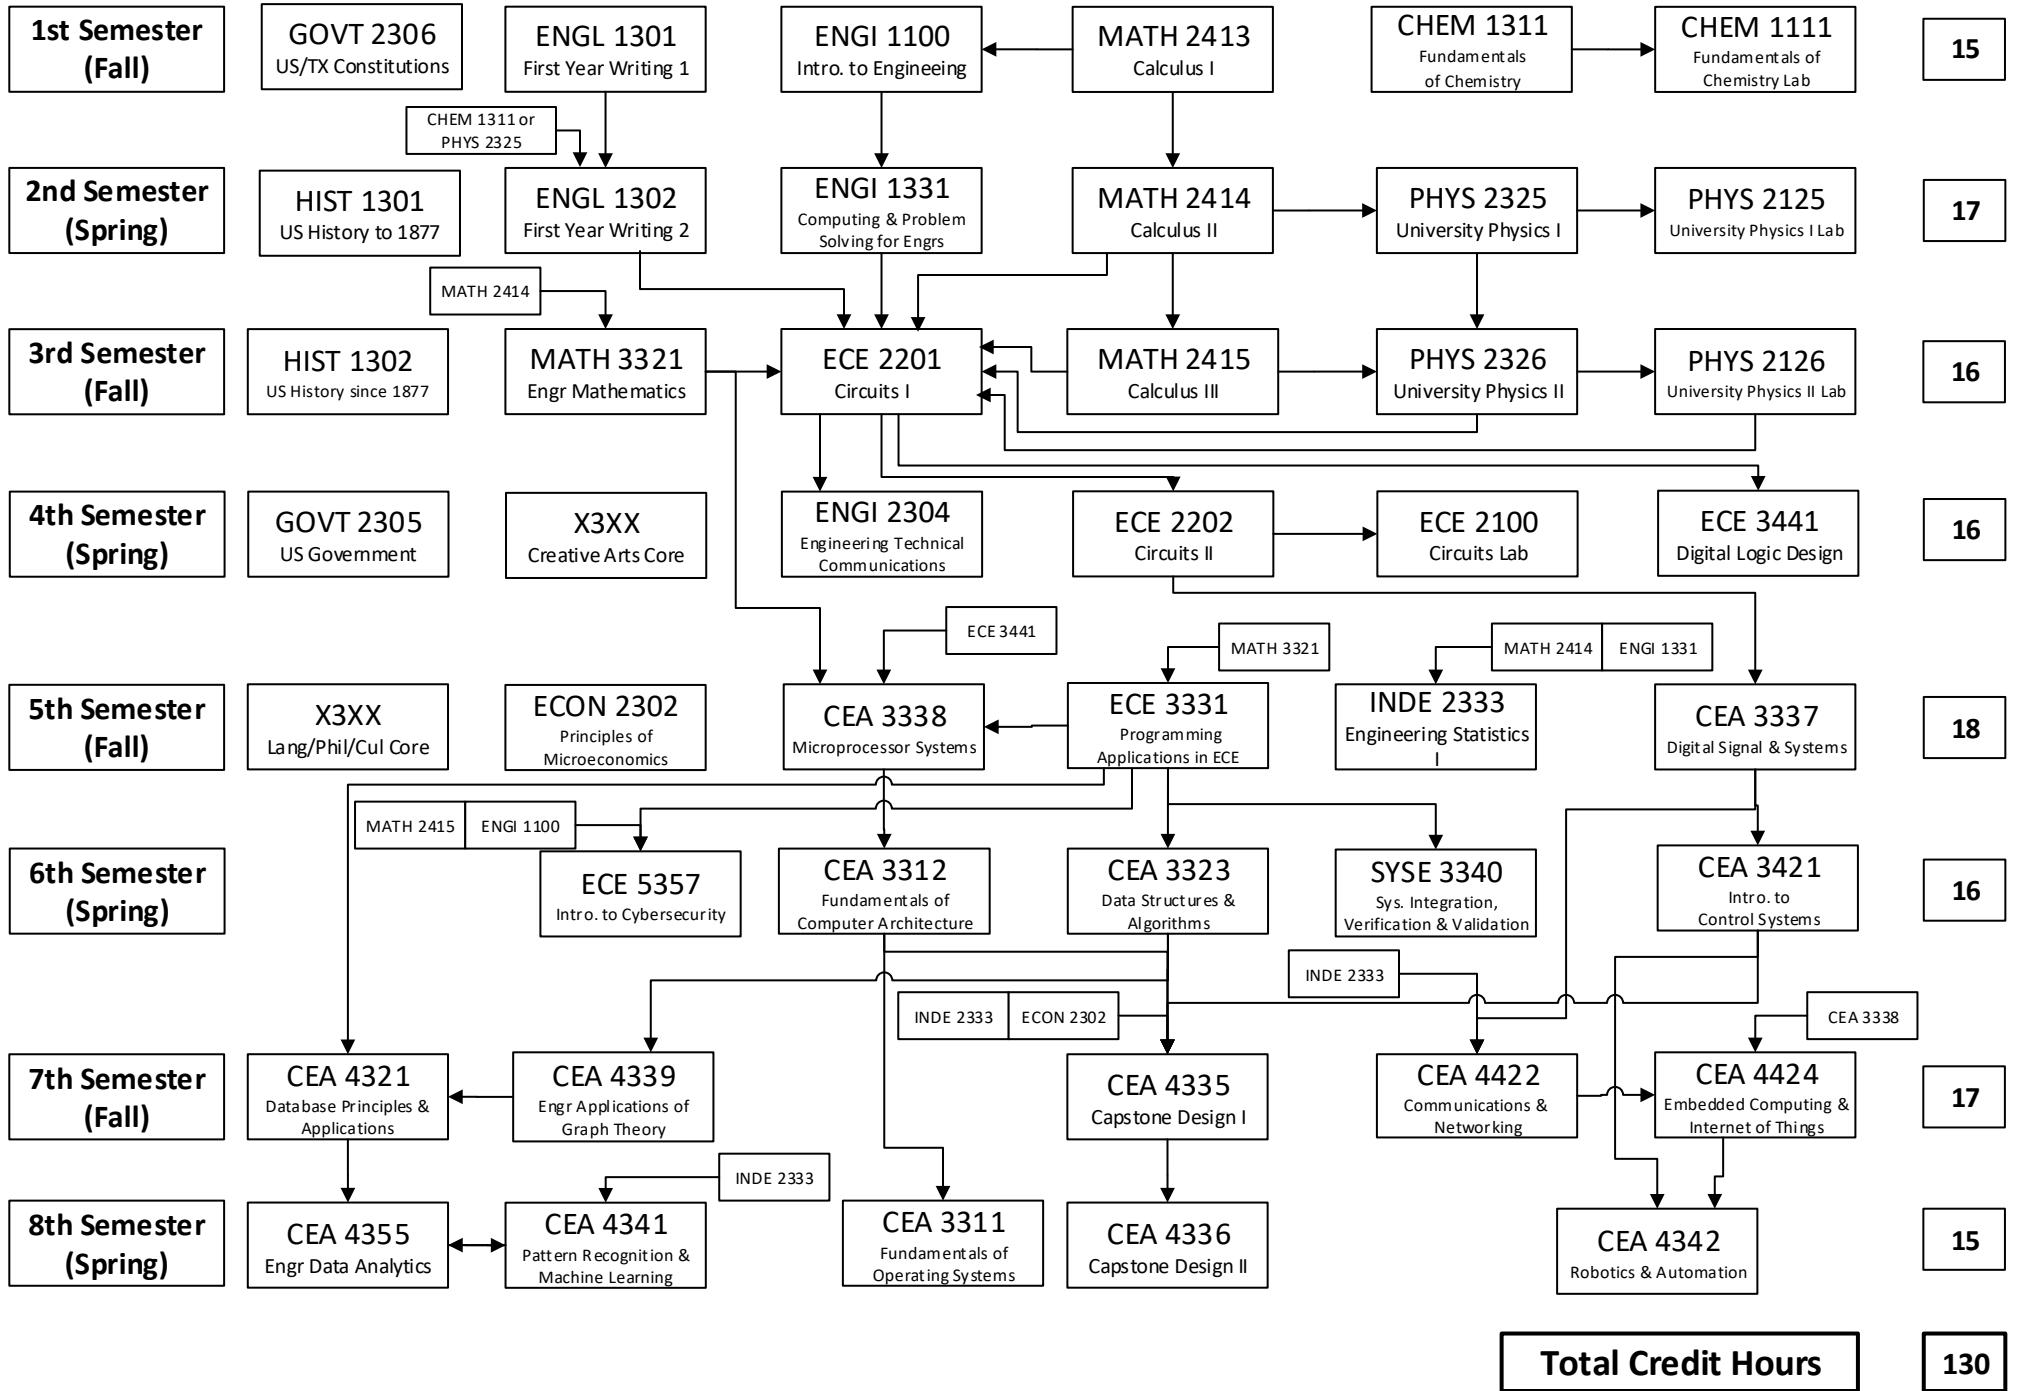 1st Semester
(Fall)
GOVT 2306
US/TX Constitutions
ENGL 1301
First Year Writing 1
ENGI 1100
Intro. to Engineeing
MATH 2413
Calculus I
CHEM 1311
Fundamentals
of Chemistry
CHEM 1111
Fundamentals of
Chemistry Lab
15
CHEM 1311 or
PHYS 2325
2nd Semester
(Spring)
HIST 1301
US History to 1877
ENGL 1302
First Year Writing 2
ENGI 1331
Computing & Problem
Solving for Engrs
MATH 2414
Calculus II
PHYS 2325
University Physics I
PHYS 2125
University Physics I Lab
17
MATH 2414
3rd Semester
(Fall)
HIST 1302
US History since 1877
MATH 3321
Engr Mathematics
ECE 2201
Circuits I
MATH 2415
Calculus III
PHYS 2326
University Physics II
PHYS 2126
University Physics II Lab
16
4th Semester
(Spring)
GOVT 2305
US Government
X3XX
Creative Arts Core
ENGI 2304
Engineering Technical
Communications
ECE 2202
Circuits II
ECE 2100
Circuits Lab
ECE 3441
Digital Logic Design
16
ECE 3441
MATH 3321
MATH 2414
ENGI 1331
5th Semester
(Fall)
X3XX
Lang/Phil/Cul Core
ECON 2302
Principles of
Microeconomics
CEA 3338
Microprocessor Systems
ECE 3331
Programming
Applications in ECE
INDE 2333
Engineering Statistics
I
CEA 3337
Digital Signal & Systems
18
MATH 2415
ENGI 1100
6th Semester
(Spring)
ECE 5357
Intro. to Cybersecurity
CEA 3312
Fundamentals of
Computer Architecture
CEA 3323
Data Structures &
Algorithms
SYSE 3340
Sys. Integration,
Verification & Validation
CEA 3421
Intro. to
Control Systems
16
INDE 2333
INDE 2333
ECON 2302
CEA 3338
7th Semester
(Fall)
CEA 4321
Database Principles &
Applications
CEA 4339
Engr Applications of
Graph Theory
CEA 4335
Capstone Design I
CEA 4422
Communications &
Networking
CEA 4424
Embedded Computing &
Internet of Things
17
INDE 2333
8th Semester
(Spring)
CEA 4355
Engr Data Analytics
CEA 4341
Pattern Recognition &
Machine Learning
CEA 3311
Fundamentals of
Operating Systems
CEA 4336
Capstone Design II
CEA 4342
Robotics & Automation
15
Total Credit Hours
130